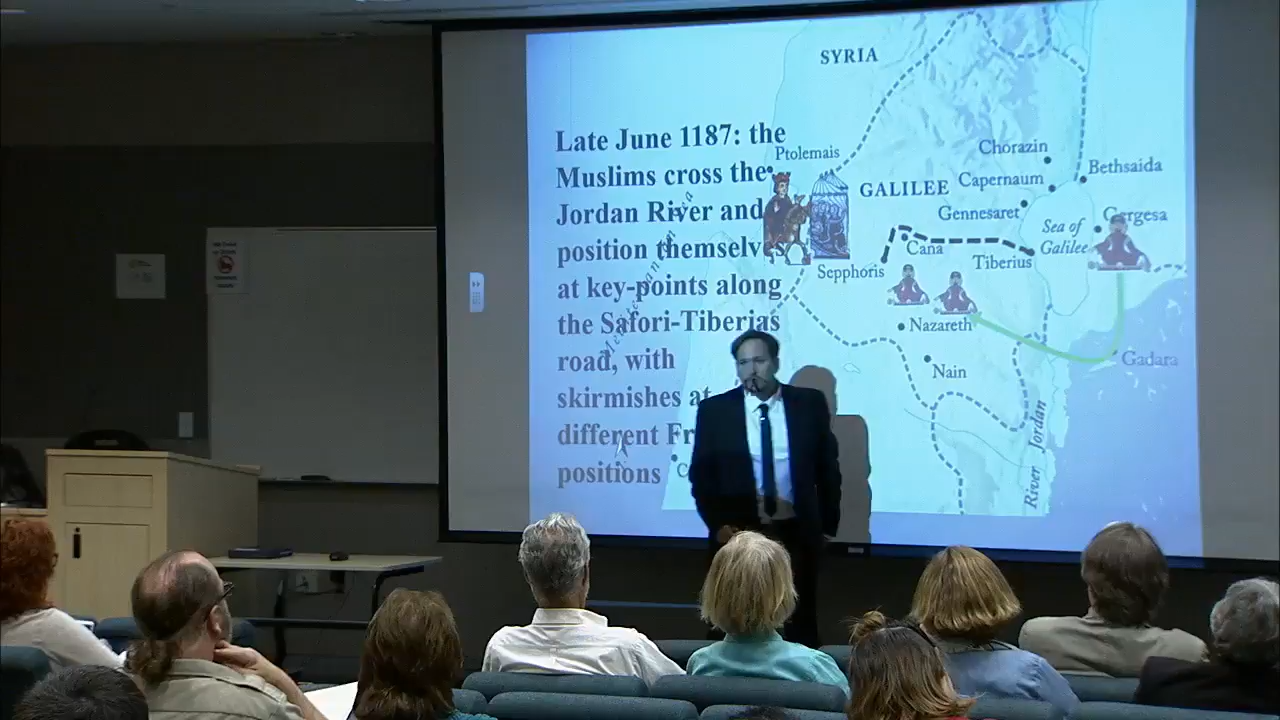 Late June 1187: the
Muslims cross the
Jordan River and
position themselves
at key-points along
the Safori-Tiberias
road, with
skirmishes at
different Fr
positions
SYRIA
Ptolemais
Chorazin
Bethsaida
GALILEE
Capernaum
Gennesaret
Sea of
Galilee
Gergesa
Cana
Sepphoris
Tiberius
Nazareth
Gadara
Nain
River Jordan